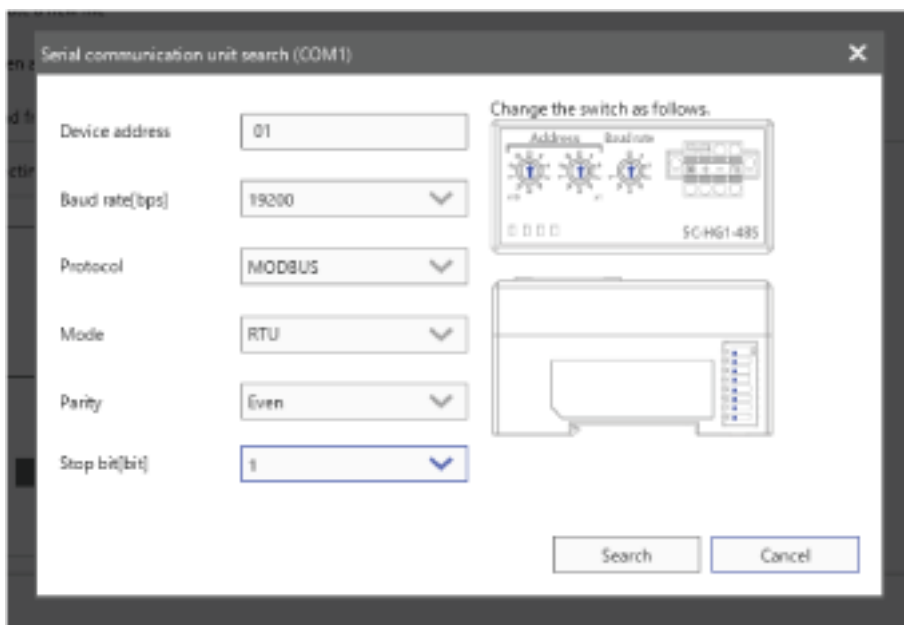 Serial communication unit search (COM1)
Change the switch as follows.
Device address
01
Address
Baud rate
Baud rate[bps]
19200
SC-HG1-485
Protocol
MODBUS
Mode
RTU
Parity
Even
Stop bit[bit]
1
Search
Cancel